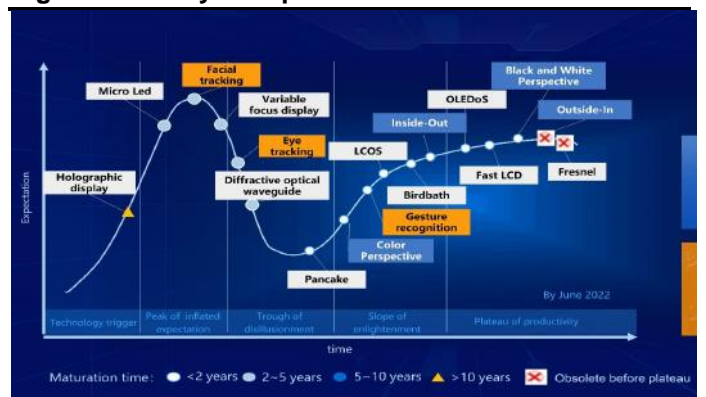 Facial
tracking
Micro Led
Variable
focus display
Black and White
Perspective
OLEDoS
Outside-In
Inside-Out
Eye
tracking
LCOS
Holographic
display
Diffractive optical
waveguide
Fast LCD
Fresnel
Birdbath
Gesture
recognition
Color
Perspective
Pancake
Expectation
By June 2022
Technology trigger
Peak of inflated
expectation
Trough of
disillusionment
Slope of
enlightenment
Plateau of productivity
time
Maturation time: <2 years 2~5 years 5~10 years >10 years Obsolete before plateau